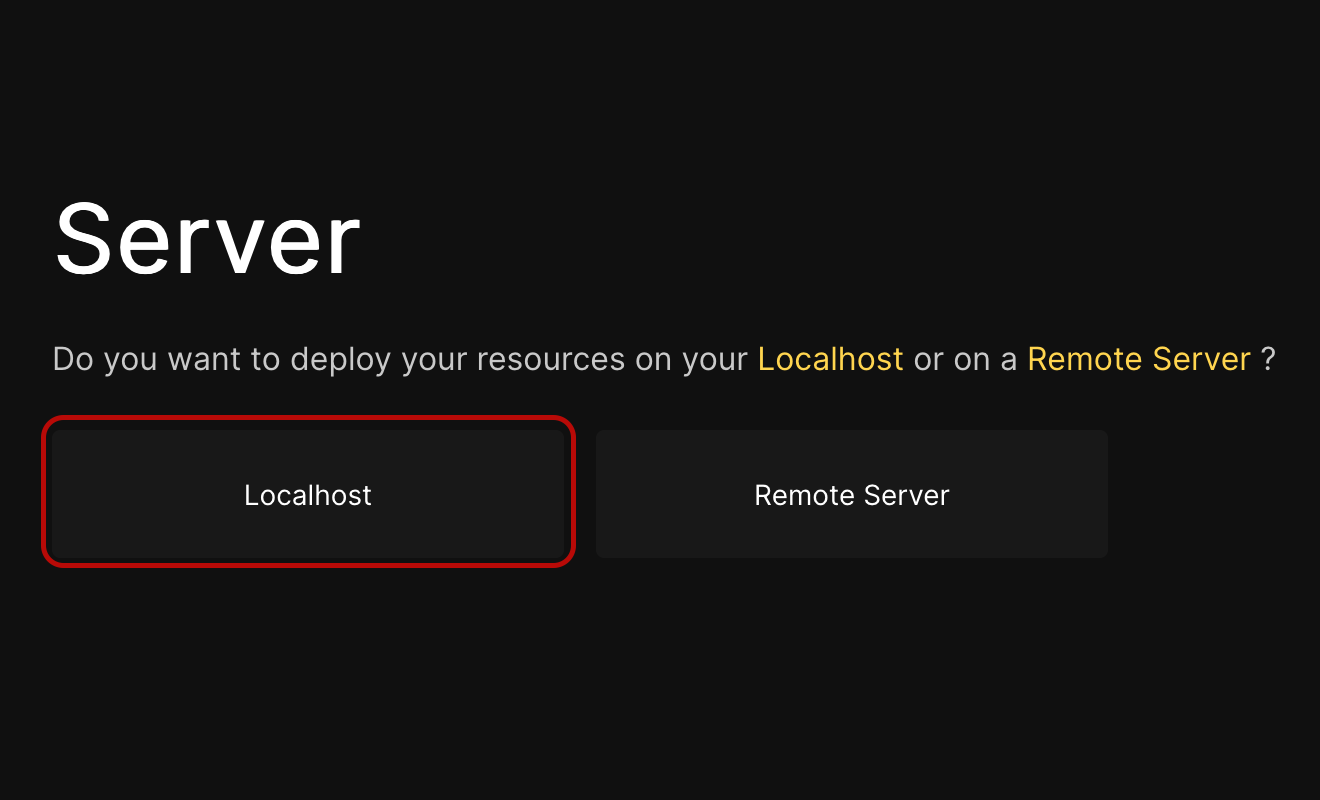 Server
Do you want to deploy your resources on your Localhost or on a Remote Server ?
Localhost
Remote Server